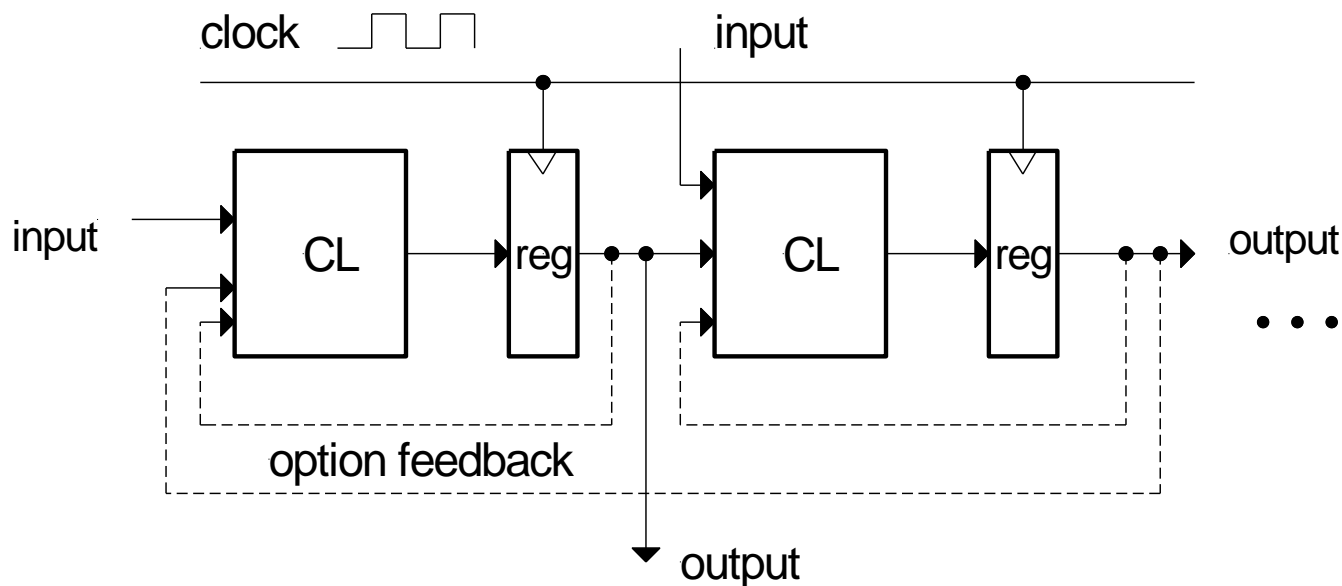 clock
input
input
CL
reg
CL
reg
output
option feedback
output